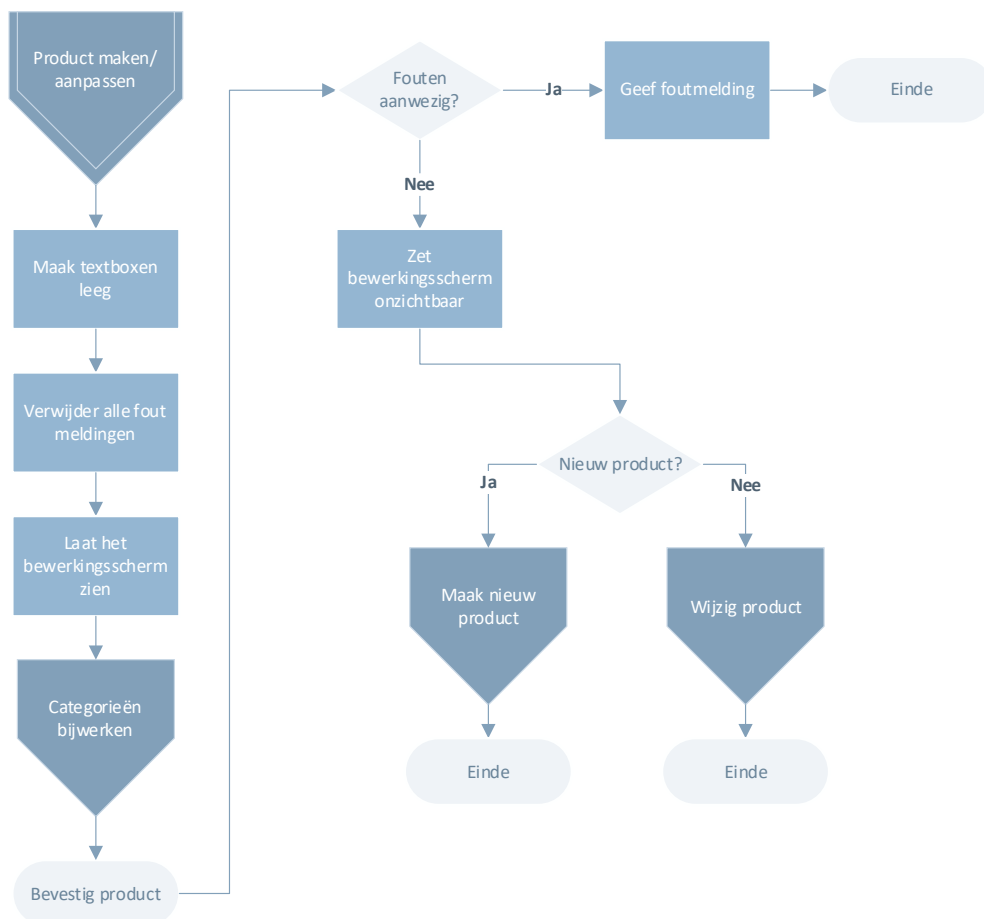 Product maken/
aanpassen
Maak textboxen
leeg
Verwijder alle fout
meldingen
Laat het
bewerkingsscherm
zien
Categorieën
bijwerken
Bevestig product
Fouten
aanwezig?
Ja
Geef foutmelding
Einde
Nee
Zet
bewerkingsscherm
onzichtbaar
Nieuw product?
Ja
Nee
Maak nieuw
product
Wijzig product
Einde
Einde